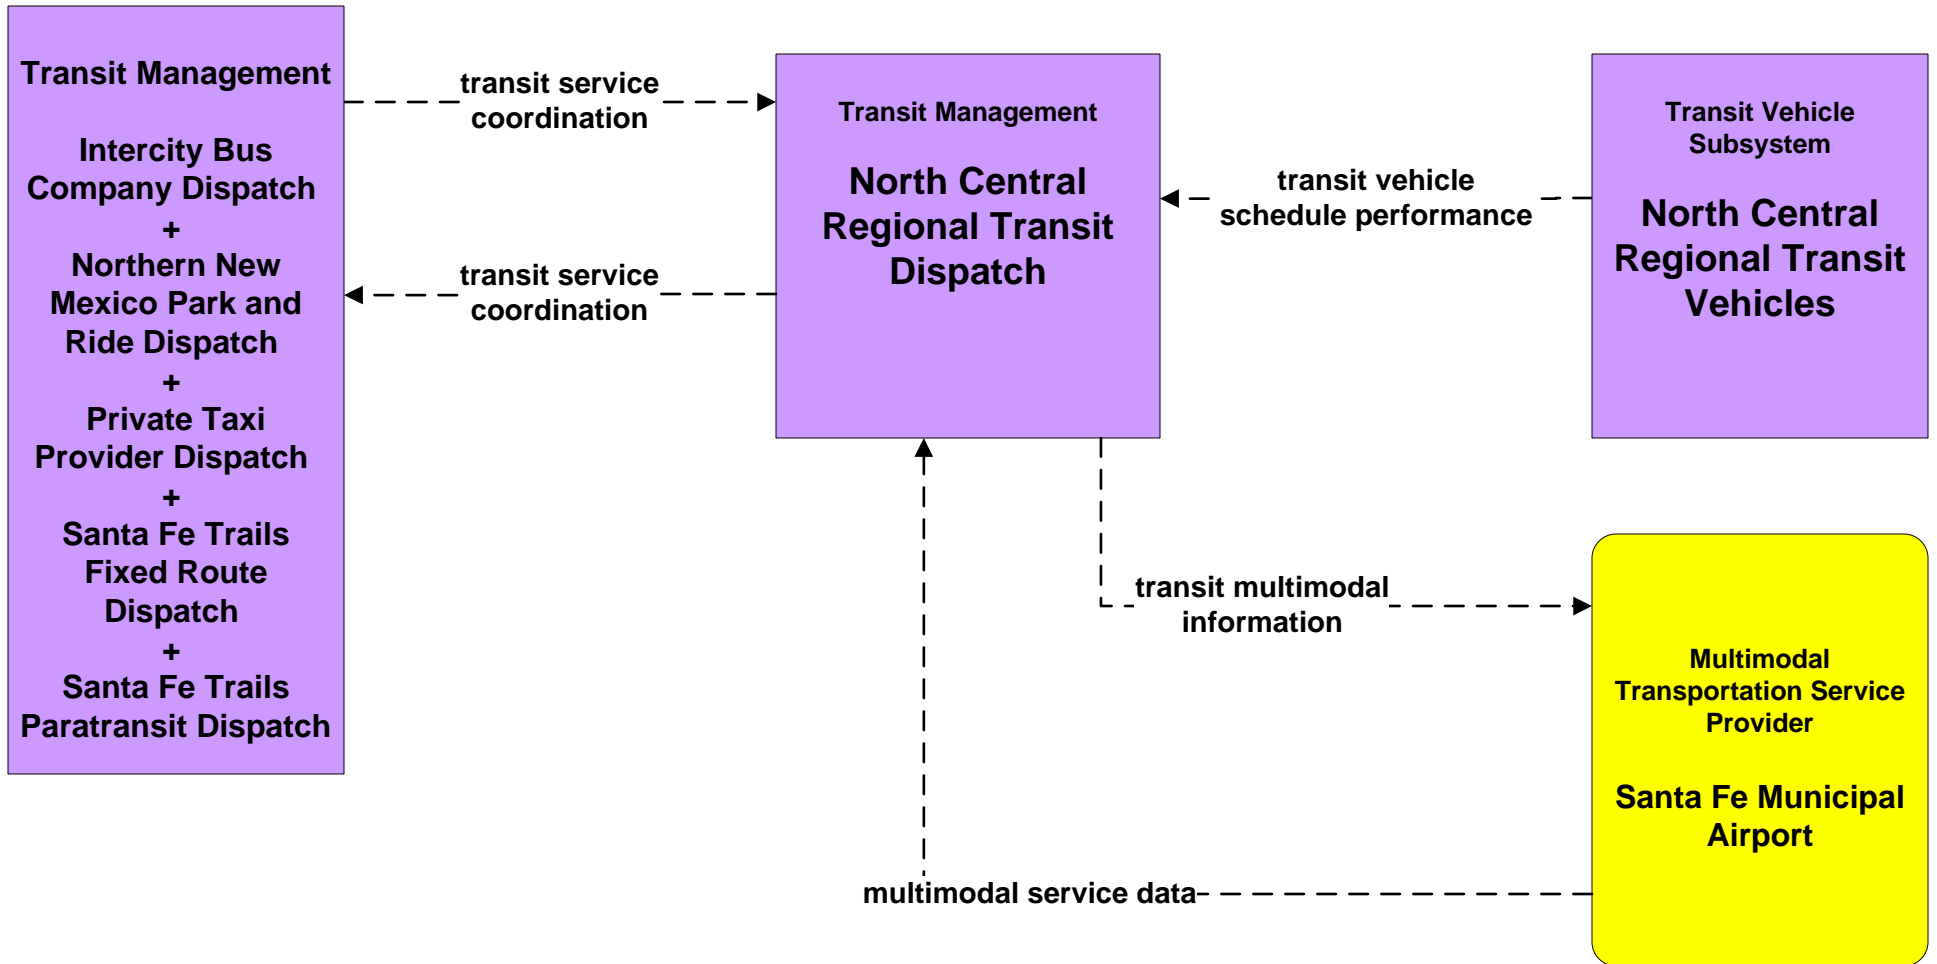 Transit Management
Intercity Bus
Company Dispatch
+
Northern New
Mexico Park and
Ride Dispatch
+
Private Taxi
Provider Dispatch
+
Santa Fe Trails
Fixed Route
Dispatch
+
Santa Fe Trails
Paratransit Dispatch
transit service
coordination
transit service
coordination
Transit Management
North Central
Regional Transit
Dispatch
transit vehicle
schedule performance
Transit Vehicle
Subsystem
North Central
Regional Transit
Vehicles
transit multimodal
information
Multimodal
Transportation Service
Provider
Santa Fe Municipal
Airport
multimodal service data